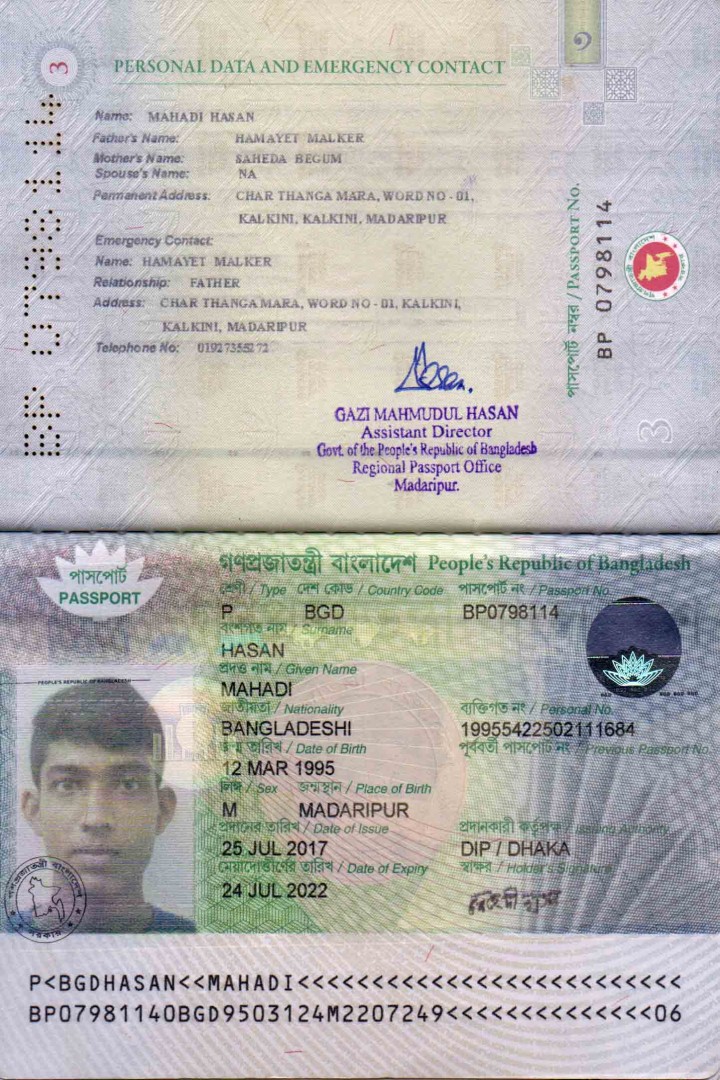 3
PERSONAL DATA AND EMERGENCY CONTACT
Name: MAHADI HASAN
Father's Name: HAMAYET MALKER
Mother's Name: SAHEDA BEGUM
Spouse's Name: NA
Permanent Address: CHAR THANGA MARA, WORD NO - 01,
KALKINI, KALKINI, MADARIPUR
Emergency Contact:
Name: HAMAYET MALKER
Relationship: FATHER
Address: CHAR THANGA MARA, WORD NO - 01, KALKINI,
KALKINI, MADARIPUR
Telephone No:
GAZI MAHMUDUL HASAN
Assistant Director
Govt. of the People's Republic of Bangladesh
Regional Passport Office
Madaripur.
BP 0798114
পাসপোর্ট নম্বর / PASSPORT No.
BP 0798114
3
পাসপোর্ট
PASSPORT
গণপ্রজাতন্ত্রী বাংলাদেশ People's Republic of Bangladesh
শ্রেণী / Type দেশ কোড / Country Code পাসপোর্ট নং / Passport No.
P BGD BP0798114
বংশগত নাম / Surname
HASAN
প্রদত্ত নাম / Given Name
MAHADI
জাতীয়তা / Nationality ব্যক্তিগত নং / Personal No.
BANGLADESHI 19955422502111684
জন্ম তারিখ / Date of Birth পূর্ববর্তী পাসপোর্ট নং / Previous Passport No.
12 MAR 1995
লিঙ্গ / Sex জন্মস্থান / Place of Birth
M MADARIPUR
প্রদানের তারিখ / Date of Issue প্রদানকারী কর্তৃপক্ষ / Issuing Authority
25 JUL 2017 DIP / DHAKA
মেয়াদোত্তীর্ণের তারিখ / Date of Expiry স্বাক্ষর / Holder's Signature
24 JUL 2022
PEOPLE'S REPUBLIC OF BANGLADESH
P<BGDHASAN<<MAHADI<<<<<<<<<<<<<<<<<<<<<<<<<<
BP07981140BGD9503124M2207249<<<<<<<<<<<<<<06